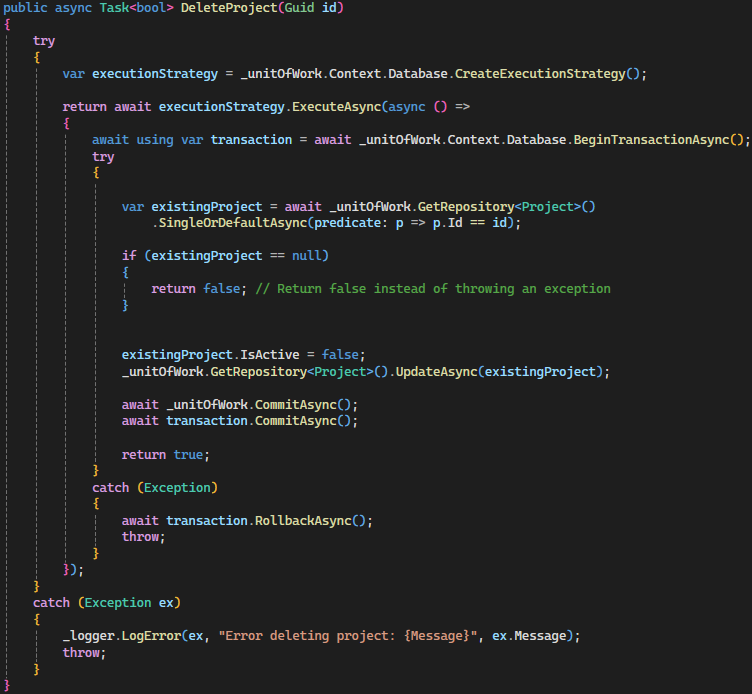 public async Task<bool> DeleteProject(Guid id)
{
    try
    {
        var executionStrategy = _unitOfWork.Context.Database.CreateExecutionStrategy();

        return await executionStrategy.ExecuteAsync(async () =>
        {
            await using var transaction = await _unitOfWork.Context.Database.BeginTransactionAsync();
            try
            {

                var existingProject = await _unitOfWork.GetRepository<Project>()
                    .SingleOrDefaultAsync(predicate: p => p.Id == id);

                if (existingProject == null)
                {
                    return false; // Return false instead of throwing an exception
                }


                existingProject.IsActive = false;
                _unitOfWork.GetRepository<Project>().UpdateAsync(existingProject);

                await _unitOfWork.CommitAsync();
                await transaction.CommitAsync();

                return true;
            }
            catch (Exception)
            {
                await transaction.RollbackAsync();
                throw;
            }
        });
    }
    catch (Exception ex)
    {
        _logger.LogError(ex, "Error deleting project: {Message}", ex.Message);
        throw;
    }
}